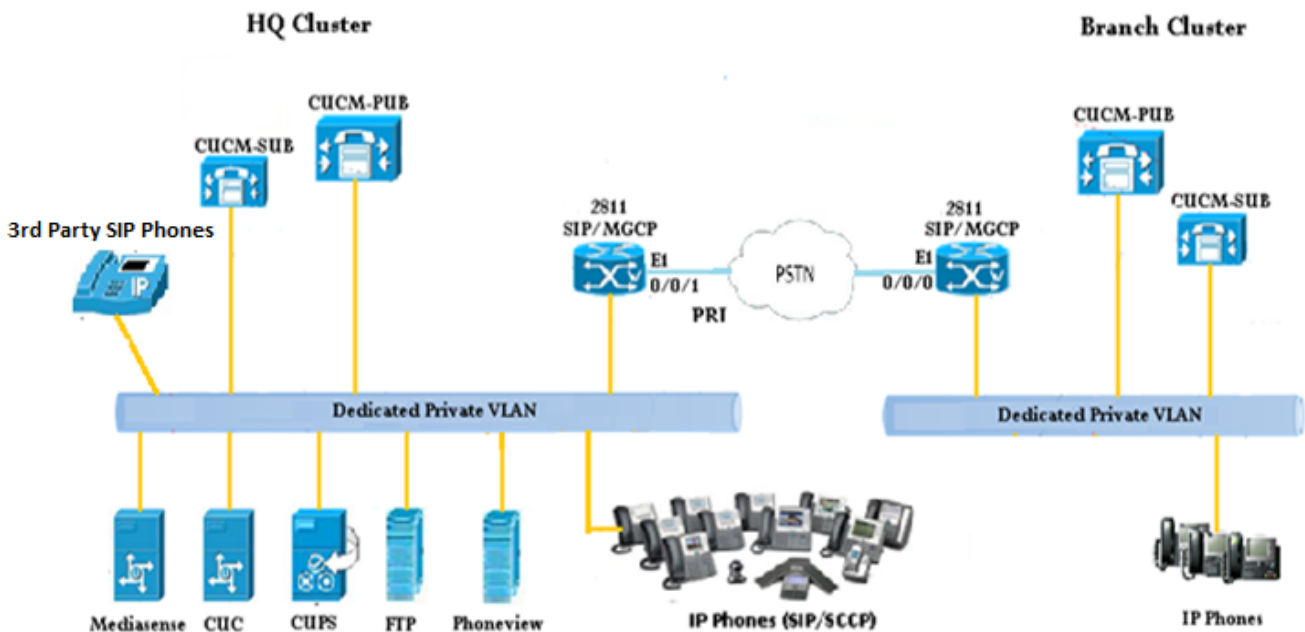 HQ Cluster
Branch Cluster
CUCM-PUB
CUCM-SUB
CUCM-PUB
CUCM-SUB
3rd Party SIP Phones
IP
2811
SIP/MGCP
E1
0/0/1
PRI
PSTN
2811
SIP/MGCP
E1
0/0/0
Dedicated Private VLAN
Dedicated Private VLAN
Mediasense
CUC
CUPS
FTP
Phoneview
IP Phones (SIP/SCCP)
IP Phones